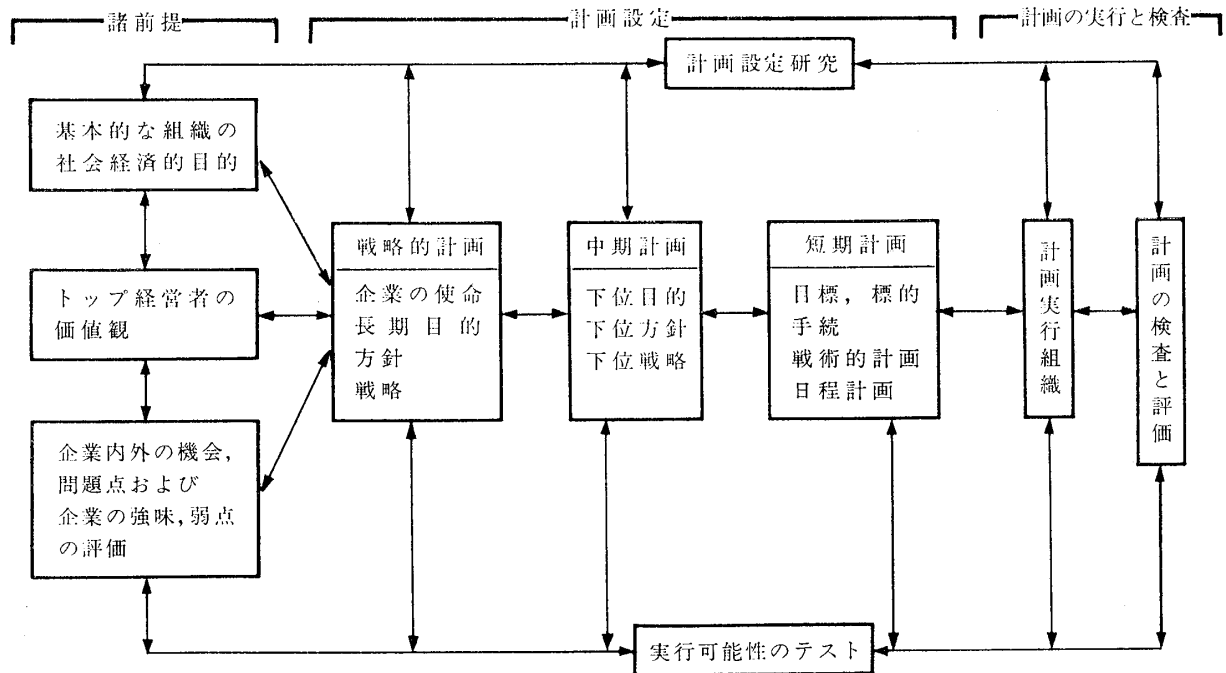 諸前提
計画設定
計画の実行と検査
計画設定研究
基本的な組織の
社会経済的目的
トップ経営者の
価値観
企業内外の機会,
問題点および
企業の強味,弱点
の評価
戦略的計画
企業の使命
長期目的
方針
戦略
中期計画
下位目的
下位方針
下位戦略
短期計画
目標,標的
手続
戦術的計画
日程計画
計画実行組織
計画の検査と評価
実行可能性のテスト